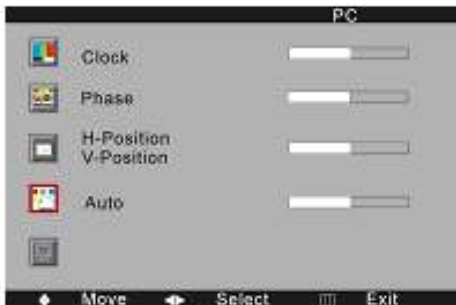 PC
Clock
Phase
H-Position
V-Position
Auto
Move Select Exit